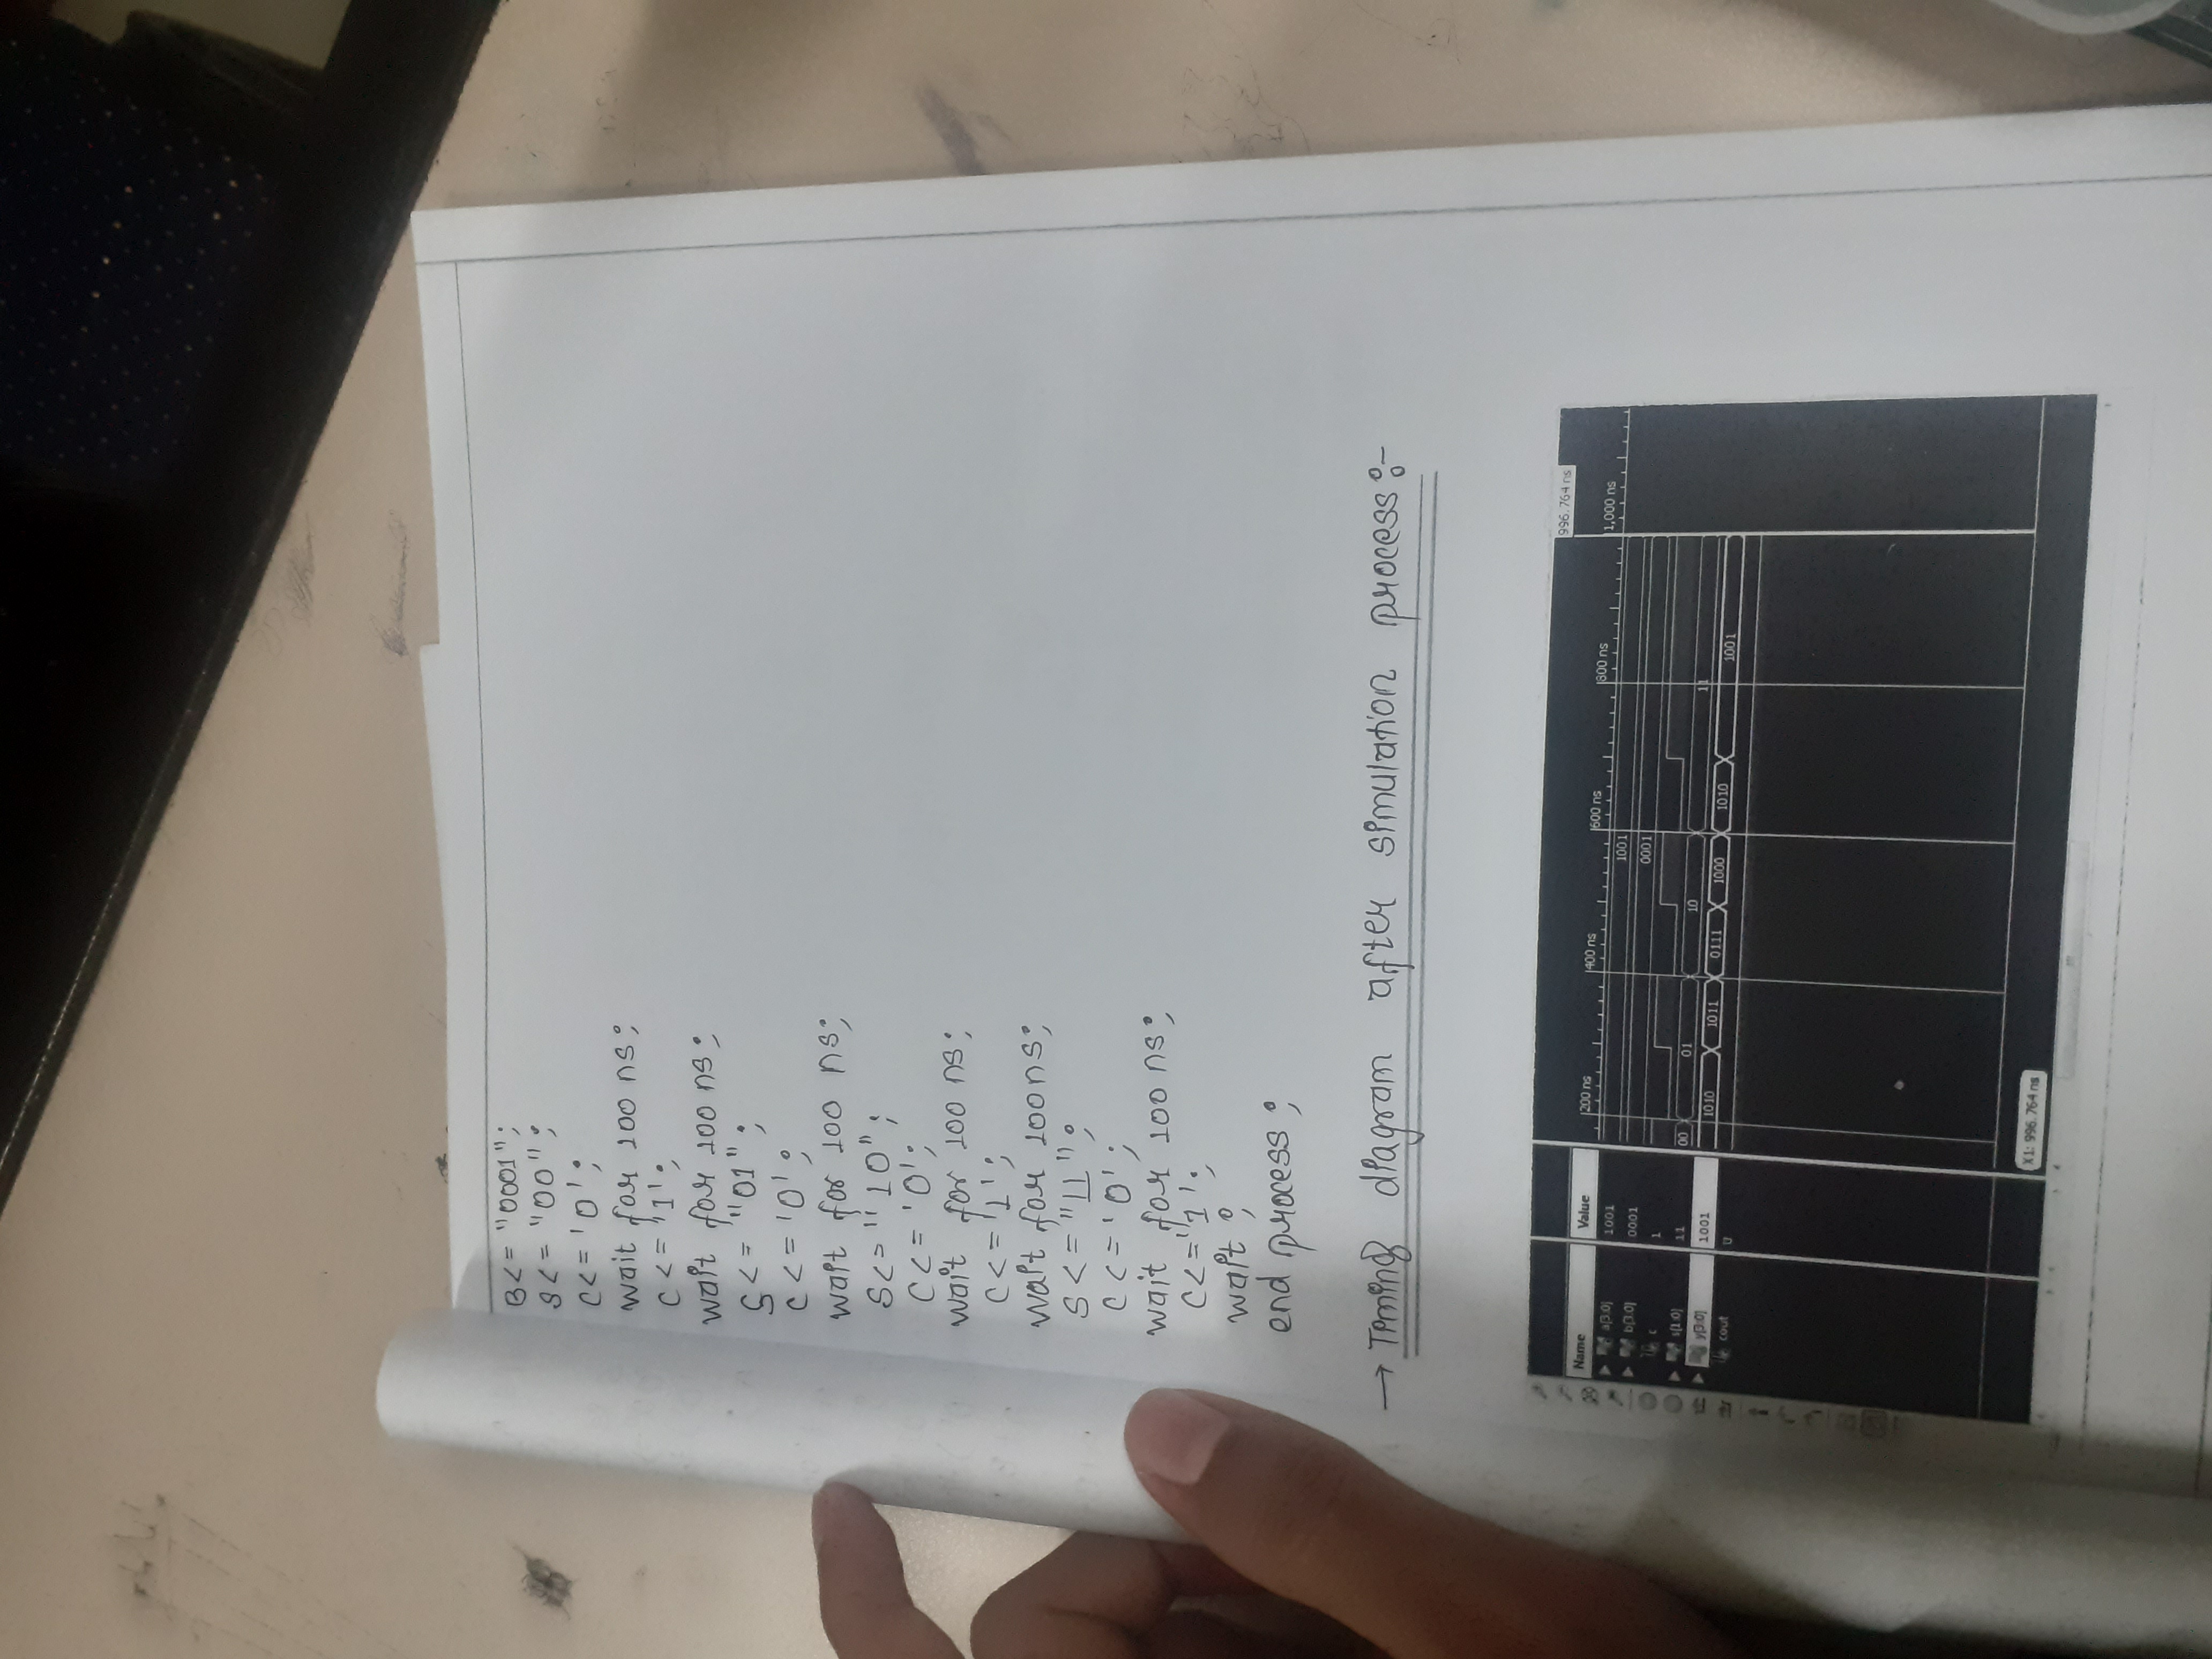 B<= "0001";
S<= "00";
C<= '0';
wait for 100 ns;
C<= '1';
wait for 100 ns;
S<= "01";
C<= '0';
wait for 100 ns;
S<= "10";
C<= '0';
wait for 100 ns;
C<= '1';
wait for 100ns;
S<= "11";
C<= '0';
wait for 100 ns;
C<= '1';
wait;
end process;
→ Timing diagram after simulation process:-
996.764 ns
Name Value 200 ns 400 ns 600 ns 800 ns 1,000 ns
a[3:0] 1001 1001
b[3:0] 0001 0001
c 1
s[1:0] 11 00 01 10 11
y[3:0] 1001 1010 1011 0111 1000 1010 1001
cout
X1: 996.764 ns